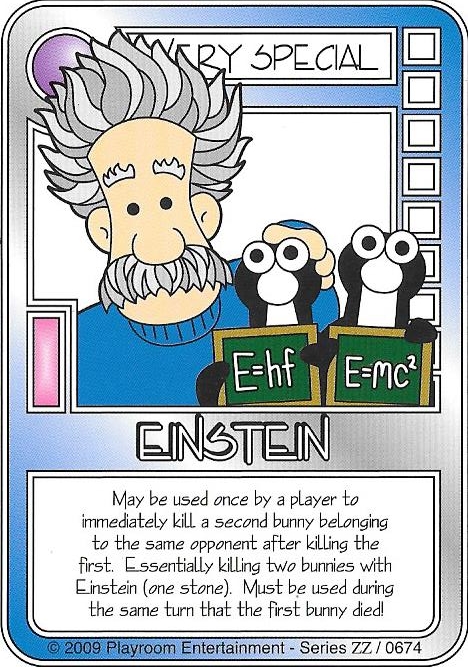 VERY SPECIAL
E=hf
E=mc²
EINSTEIN
May be used once by a player to
immediately kill a second bunny belonging
to the same opponent after killing the
first. Essentially killing two bunnies with
Einstein (one stone). Must be used during
the same turn that the first bunny died!
© 2009 Playroom Entertainment - Series ZZ / 0674